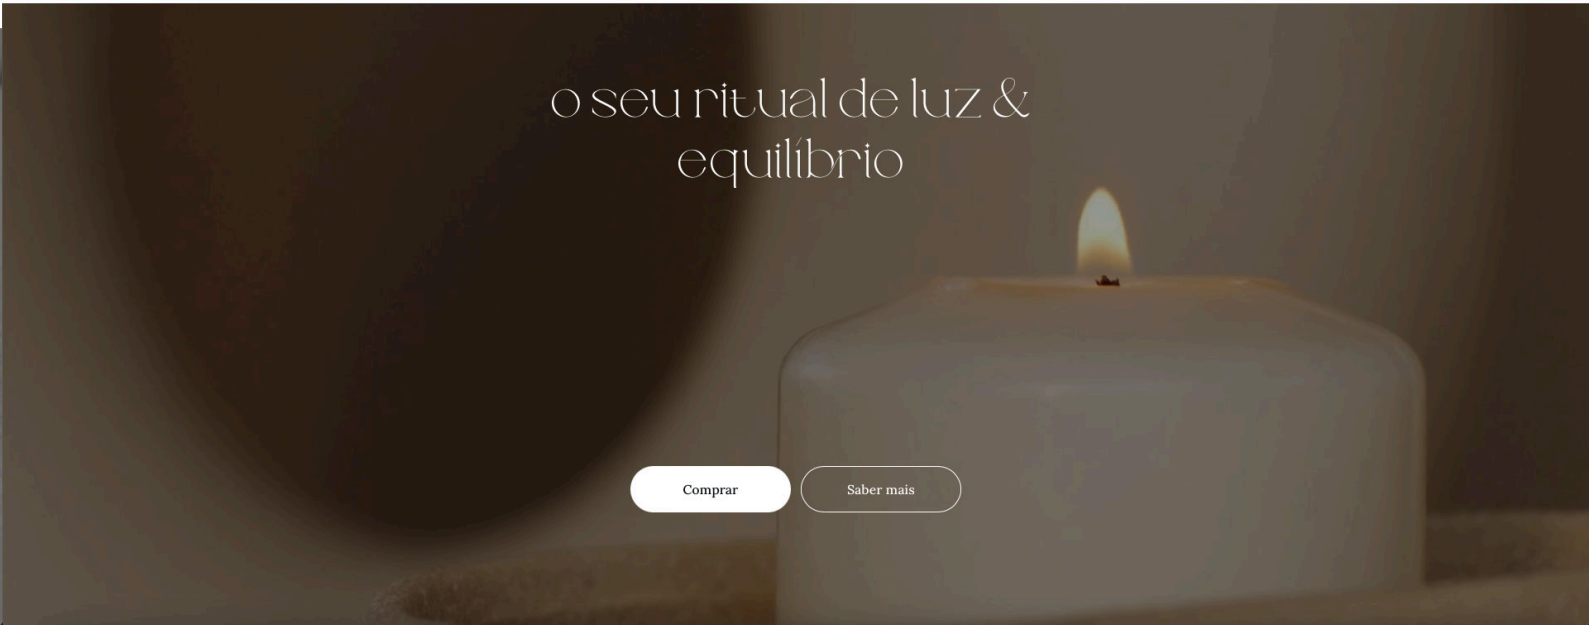 o seu ritual de luz &
equilíbrio
Comprar
Saber mais